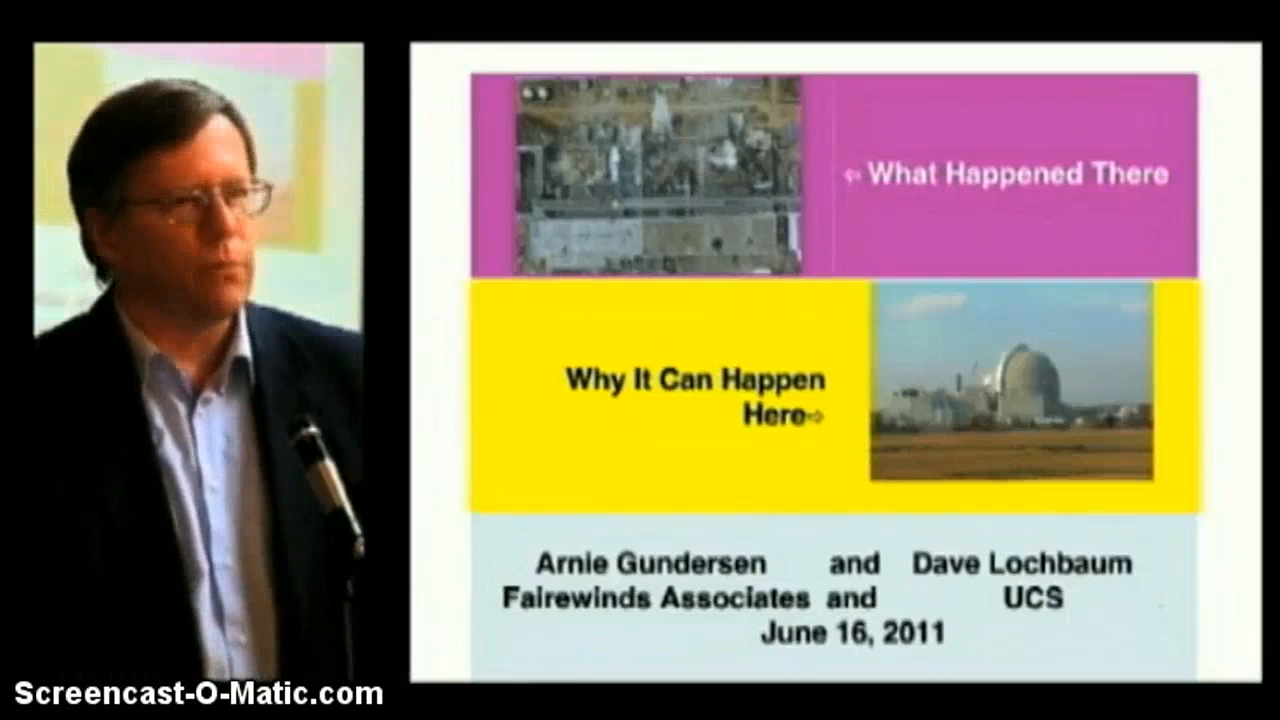 ⇦ What Happened There
Why It Can Happen
Here⇨
Arnie Gundersen and Dave Lochbaum
Fairewinds Associates and UCS
June 16, 2011
Screencast-O-Matic.com